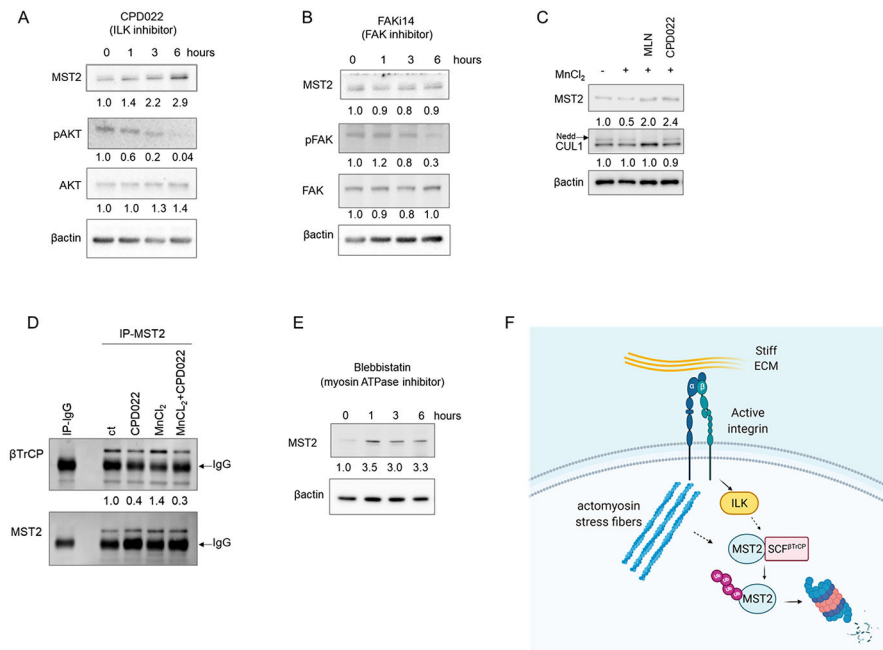 A
CPD022
(ILK inhibitor)
0 1 3 6 hours
MST2
1.0 1.4 2.2 2.9
pAKT
1.0 0.6 0.2 0.04
AKT
1.0 1.0 1.3 1.4
βactin
B
FAKi14
(FAK inhibitor)
0 1 3 6 hours
MST2
1.0 0.9 0.8 0.9
pFAK
1.0 1.2 0.8 0.3
FAK
1.0 0.9 0.8 1.0
βactin
C
MLN
CPD022
MnCl2 - + + +
MST2
1.0 0.5 2.0 2.4
Nedd
CUL1
1.0 1.0 1.0 0.9
βactin
D
IP-MST2
IP-IgG
ct
CPD022
MnCl2
MnCL2+CPD022
βTrCP
IgG
1.0 0.4 1.4 0.3
MST2
IgG
E
Blebbistatin
(myosin ATPase inhibitor)
0 1 3 6 hours
MST2
1.0 3.5 3.0 3.3
βactin
F
Stiff
ECM
α β
Active
integrin
actomyosin
stress fibers
ILK
MST2 SCFβTrCP
MST2